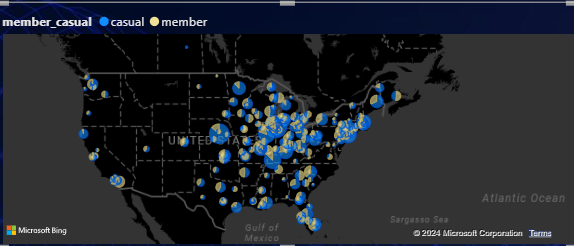 member_casual casual member
UNITED STATES
Atlantic Ocean
Sargasso Sea
Gulf of
Mexico
Microsoft Bing
© 2024 Microsoft Corporation Terms